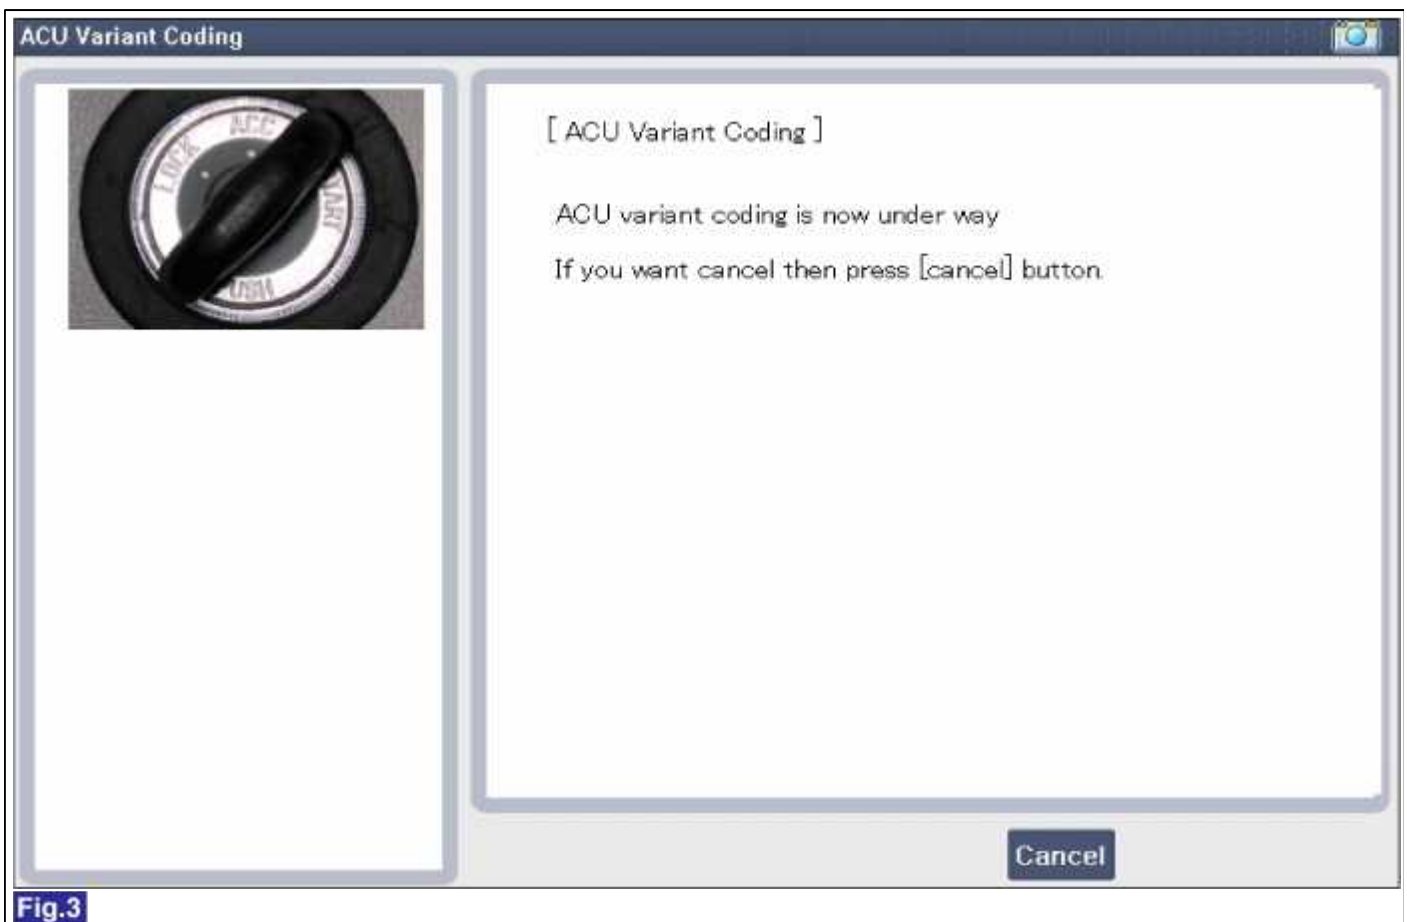 ACU Variant Coding
ACC
LOCK
[ ACU Variant Coding ]
ACU variant coding is now under way
If you want cancel then press [cancel] button.
Cancel
Fig.3